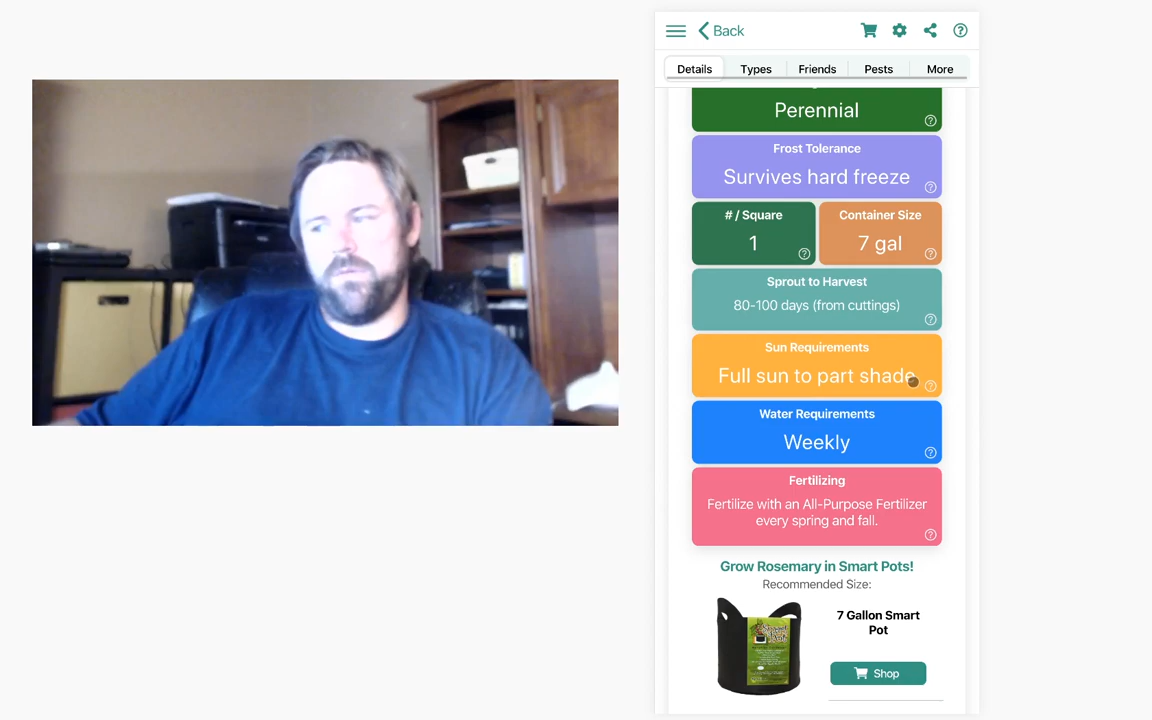 Back
Details Types Friends Pests More
Perennial
Frost Tolerance
Survives hard freeze
# / Square
1
Container Size
7 gal
Sprout to Harvest
80-100 days (from cuttings)
Sun Requirements
Full sun to part shade
Water Requirements
Weekly
Fertilizing
Fertilize with an All-Purpose Fertilizer
every spring and fall.
Grow Rosemary in Smart Pots!
Recommended Size:
7 Gallon Smart
Pot
Shop